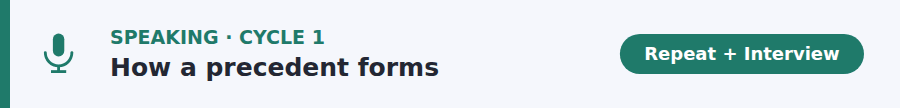 SPEAKING · CYCLE 1
How a precedent forms
Repeat + Interview